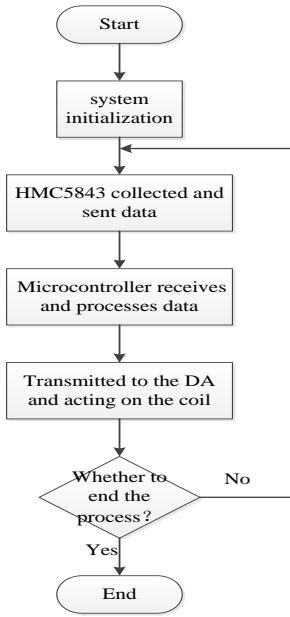 Start
system
initialization
HMC5843 collected and
sent data
Microcontroller receives
and processes data
Transmitted to the DA
and acting on the coil
Whether to
end the
process？
No
Yes
End